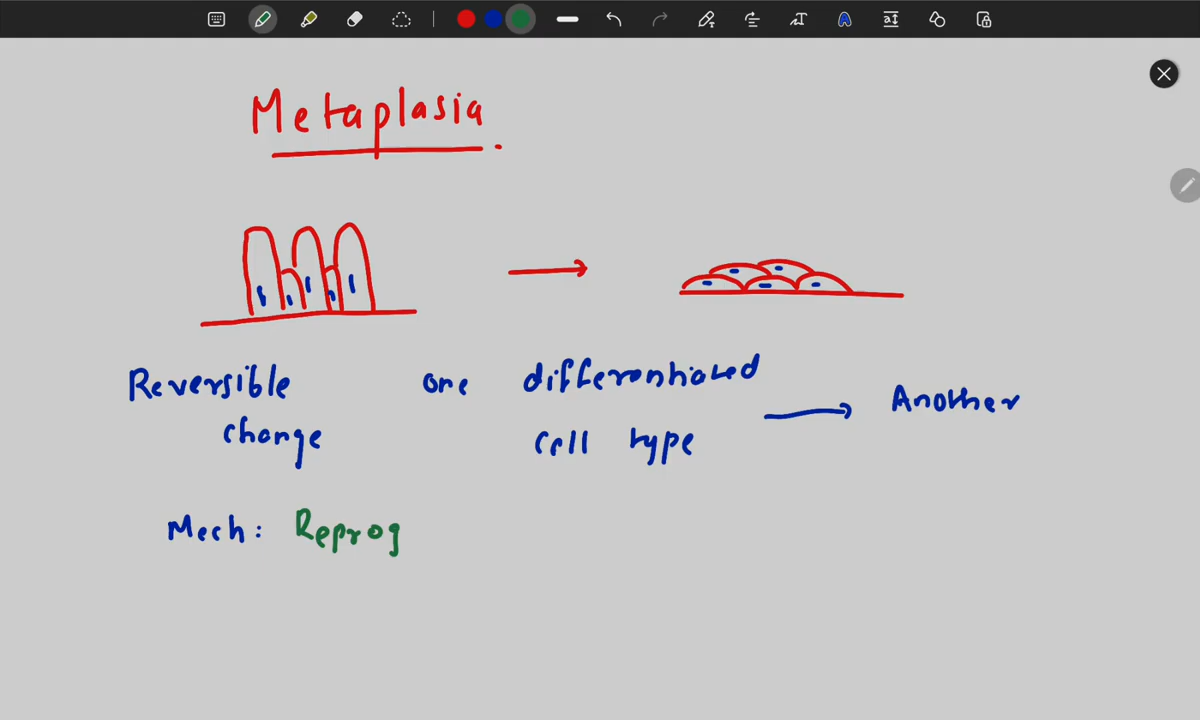 Metaplasia
Reversible one differentiated
change cell type → Another
Mech: Reprog